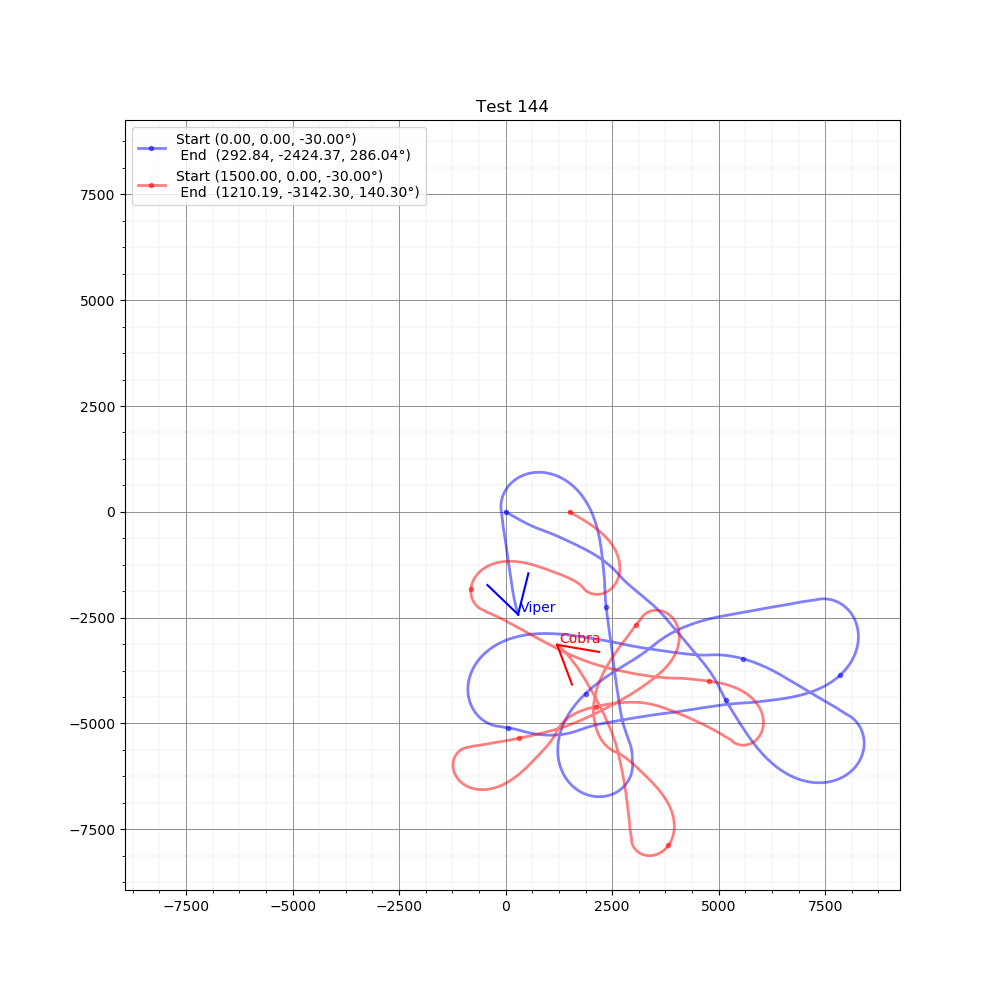 Test 144
Start (0.00, 0.00, -30.00°)
End (292.84, -2424.37, 286.04°)
Start (1500.00, 0.00, -30.00°)
End (1210.19, -3142.30, 140.30°)
7500
5000
2500
0
−2500
−5000
−7500
Viper
Cobra
−7500 −5000 −2500 0 2500 5000 7500